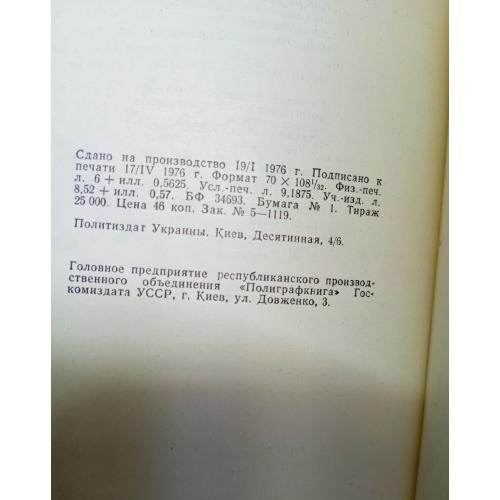 Сдано на производство 19/I 1976 г. Подписано к
печати 17/IV 1976 г. Формат 70 × 108¹/₃₂. Физ.-печ.
л. 6 + илл. 0,5625. Усл.-печ. л. 9,1875. Уч.-изд. л.
8,52 + илл. 0,57. БФ 34693. Бумага № 1. Тираж
25 000. Цена 46 коп. Зак. № 5—1119.
Политиздат Украины. Киев, Десятинная, 4/6.
Головное предприятие республиканского производ-
ственного объединения «Полиграфкнига» Гос-
комиздата УССР, г. Киев, ул. Довженко, 3.